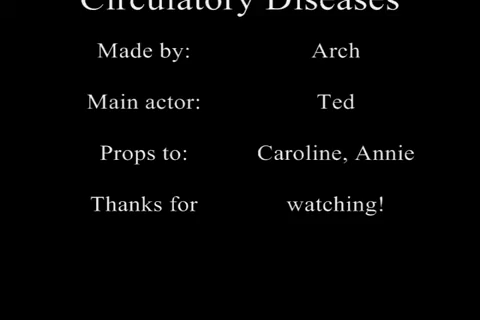 Circulatory Diseases
Made by: Arch
Main actor: Ted
Props to: Caroline, Annie
Thanks for watching!